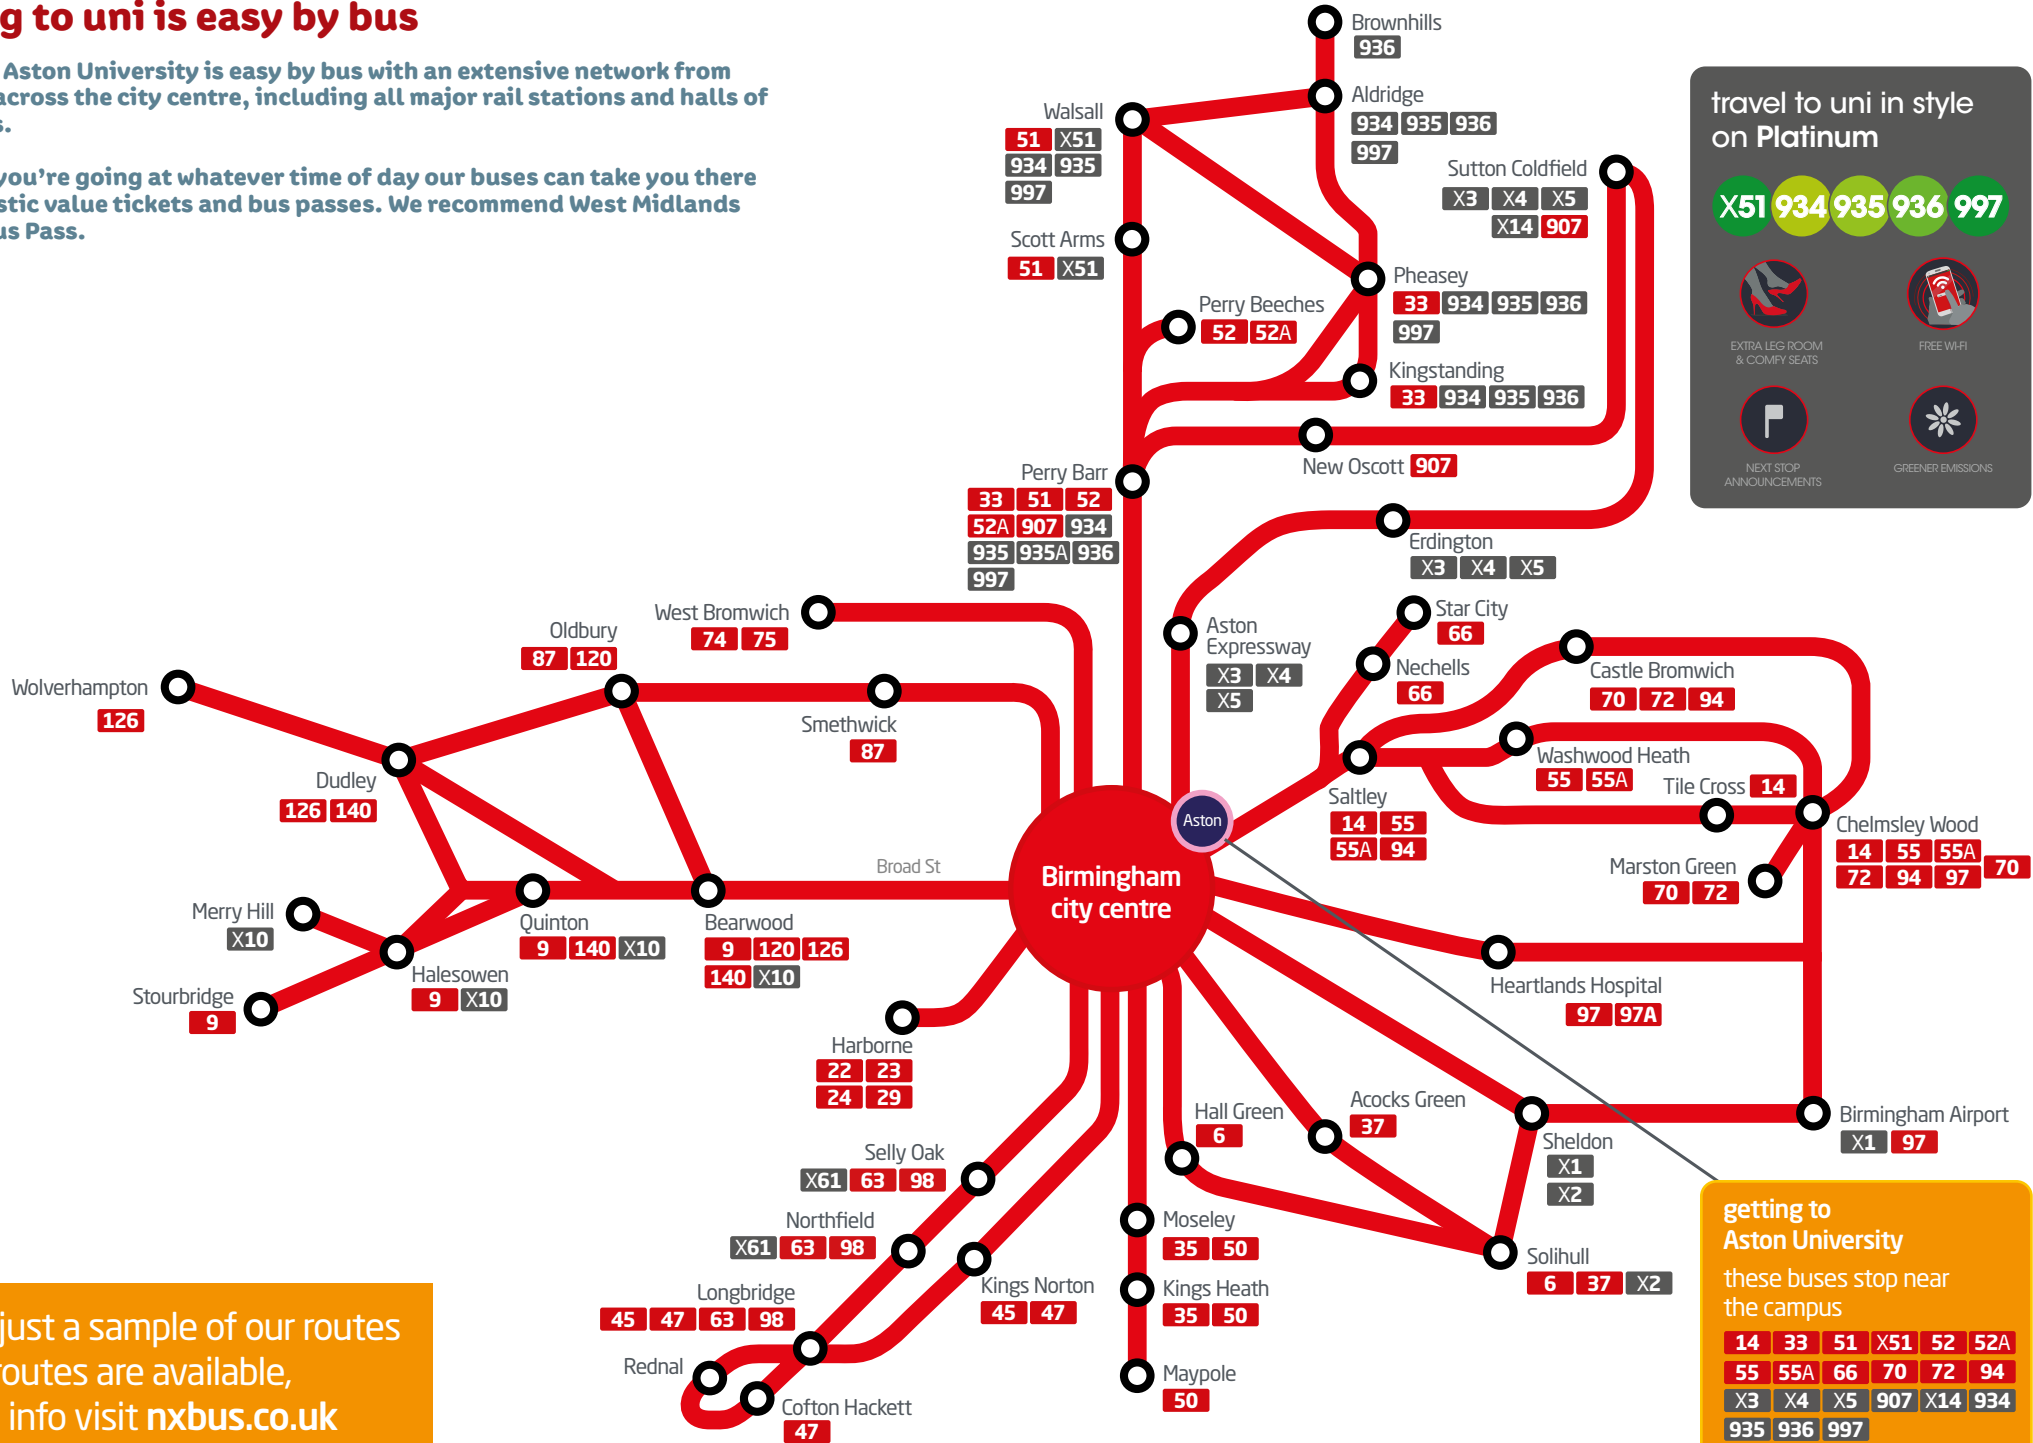 g to uni is easy by bus
Aston University is easy by bus with an extensive network from
across the city centre, including all major rail stations and halls of
s.
you're going at whatever time of day our buses can take you there
stic value tickets and bus passes. We recommend West Midlands
us Pass.
Brownhills
936
Aldridge
934 935 936
997
Walsall
51 X51
934 935
997
Sutton Coldfield
X3 X4 X5
X14 907
Scott Arms
51 X51
Pheasey
33 934 935 936
997
Perry Beeches
52 52A
Kingstanding
33 934 935 936
New Oscott 907
Perry Barr
33 51 52
52A 907 934
935 935A 936
997
Erdington
X3 X4 X5
travel to uni in style
on Platinum
X51 934 935 936 997
EXTRA LEG ROOM
& COMFY SEATS
FREE WI-FI
NEXT STOP
ANNOUNCEMENTS
GREENER EMISSIONS
West Bromwich
74 75
Oldbury
87 120
Wolverhampton
126
Smethwick
87
Dudley
126 140
Aston
Expressway
X3 X4
X5
Star City
66
Nechells
66
Castle Bromwich
70 72 94
Washwood Heath
55 55A
Tile Cross 14
Saltley
14 55
55A 94
Chelmsley Wood
14 55 55A
72 94 97 70
Marston Green
70 72
Aston
Birmingham
city centre
Broad St
Merry Hill
X10
Quinton
9 140 X10
Bearwood
9 120 126
140 X10
Halesowen
9 X10
Stourbridge
9
Heartlands Hospital
97 97A
Harborne
22 23
24 29
Hall Green
6
Acocks Green
37
Sheldon
X1
X2
Birmingham Airport
X1 97
Selly Oak
X61 63 98
Northfield
X61 63 98
Longbridge
45 47 63 98
Kings Norton
45 47
Rednal
Cofton Hackett
47
Moseley
35 50
Kings Heath
35 50
Maypole
50
Solihull
6 37 X2
just a sample of our routes
routes are available,
info visit nxbus.co.uk
getting to
Aston University
these buses stop near
the campus
14 33 51 X51 52 52A
55 55A 66 70 72 94
X3 X4 X5 907 X14 934
935 936 997